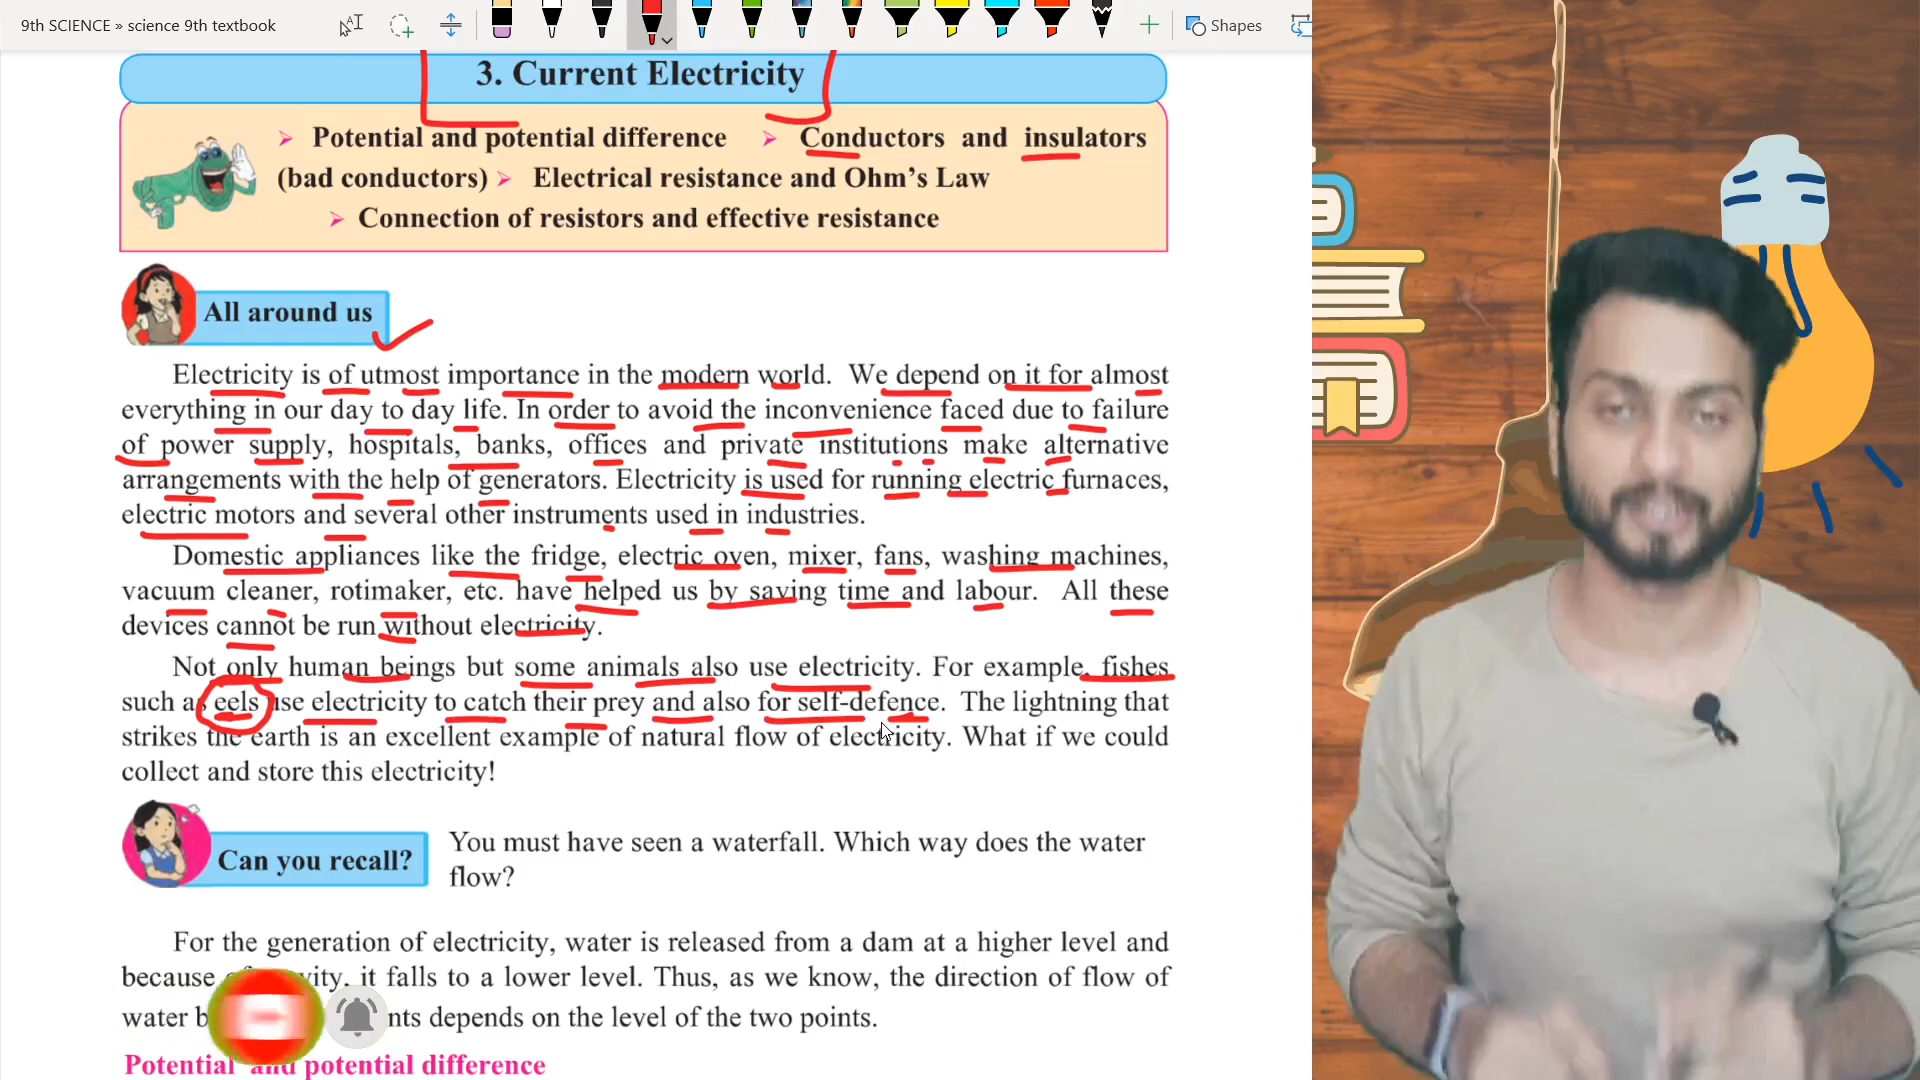 9th SCIENCE » science 9th textbook
Shapes
3. Current Electricity
➢ Potential and potential difference ➢ Conductors and insulators
(bad conductors) ➢ Electrical resistance and Ohm’s Law
➢ Connection of resistors and effective resistance
All around us
Electricity is of utmost importance in the modern world. We depend on it for almost
everything in our day to day life. In order to avoid the inconvenience faced due to failure
of power supply, hospitals, banks, offices and private institutions make alternative
arrangements with the help of generators. Electricity is used for running electric furnaces,
electric motors and several other instruments used in industries.
Domestic appliances like the fridge, electric oven, mixer, fans, washing machines,
vacuum cleaner, rotimaker, etc. have helped us by saving time and labour. All these
devices cannot be run without electricity.
Not only human beings but some animals also use electricity. For example, fishes
such as eels use electricity to catch their prey and also for self-defence. The lightning that
strikes the earth is an excellent example of natural flow of electricity. What if we could
collect and store this electricity!
Can you recall?
You must have seen a waterfall. Which way does the water
flow?
For the generation of electricity, water is released from a dam at a higher level and
because it falls to a lower level. Thus, as we know, the direction of flow of
water depends on the level of the two points.
Potential and potential difference